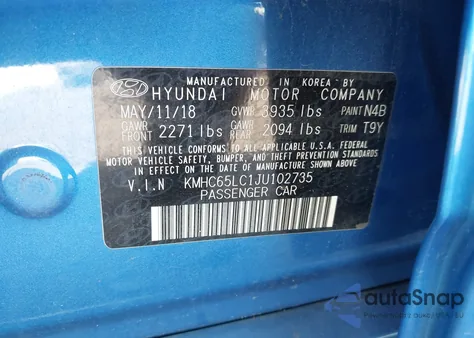 MANUFACTURED IN KOREA BY
HYUNDAI MOTOR COMPANY
MAY/11/18 GVWR 3935 lbs PAINT N4B
GAWR FRONT 2271 lbs GAWR REAR 2094 lbs TRIM T9Y
THIS VEHICLE CONFORMS TO ALL APPLICABLE U.S.A FEDERAL
MOTOR VEHICLE SAFETY, BUMPER, AND THEFT PREVENTION STANDARDS
IN EFFECT ON THE DATE OF MANUFACTURE SHOWN ABOVE.
V.I.N KMHC65LC1JU102735
PASSENGER CAR
autoSnap